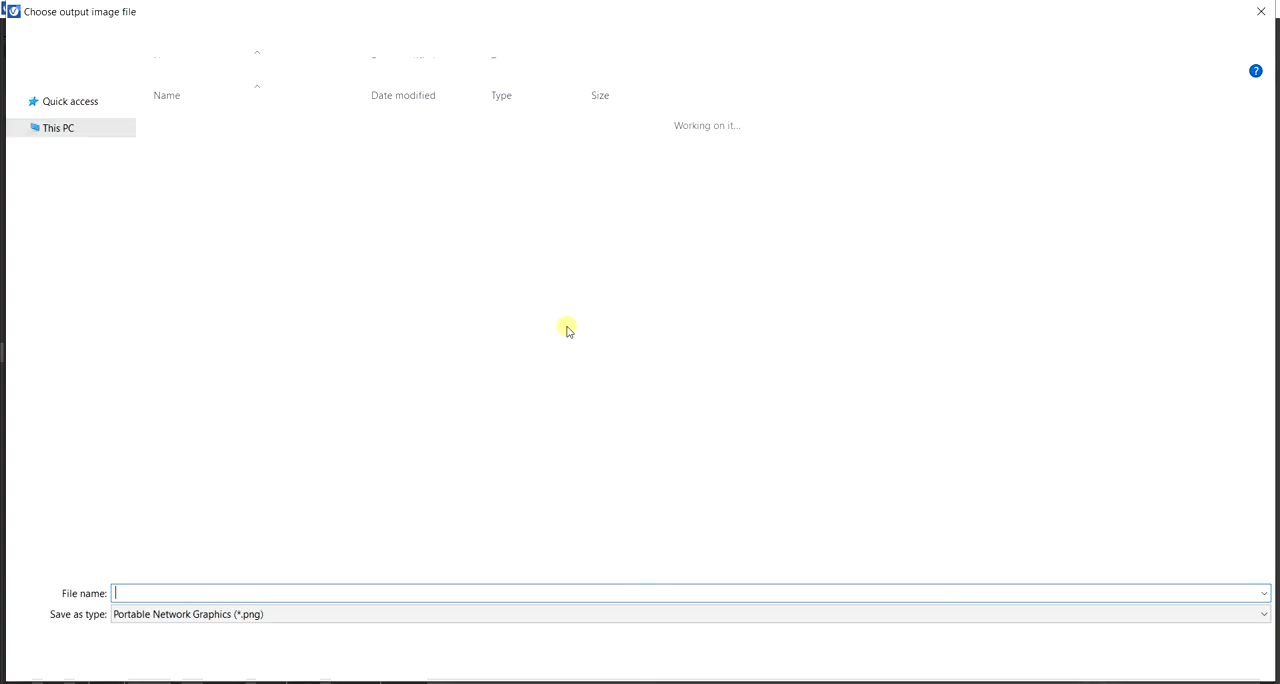 Choose output image file
?
Name Date modified Type Size
Quick access
Working on it...
This PC
File name:
Save as type: Portable Network Graphics (*.png)